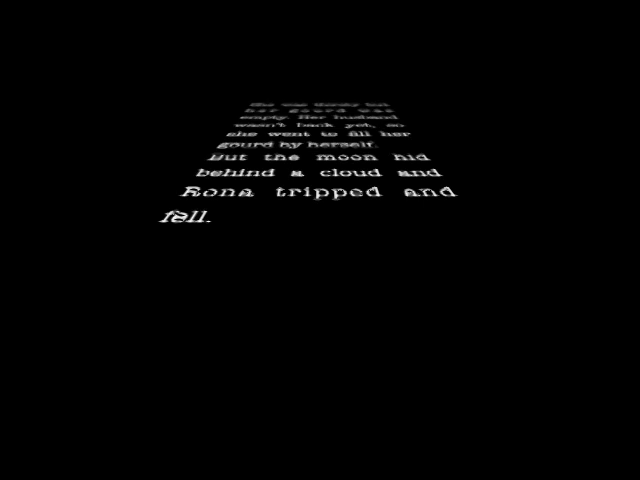 She was thirsty but
her gourd was
empty. Her husband
wasn't back yet, so
she went to fill her
gourd by herself.
But the moon hid
behind a cloud and
Rona tripped and
fell.